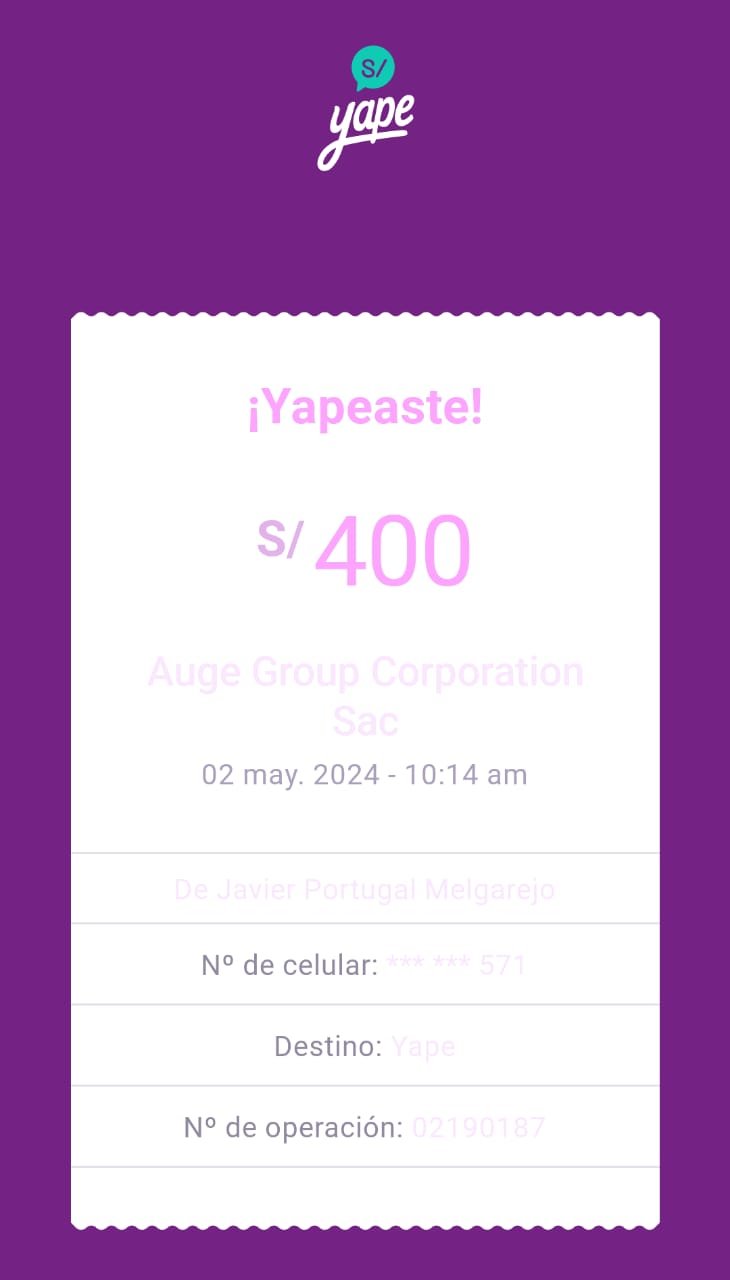 S/
yape
¡Yapeaste!
S/ 400
Auge Group Corporation
Sac
02 may. 2024 - 10:14 am
De Javier Portugal Melgarejo
Nº de celular: *** *** 571
Destino: Yape
Nº de operación: 02190187